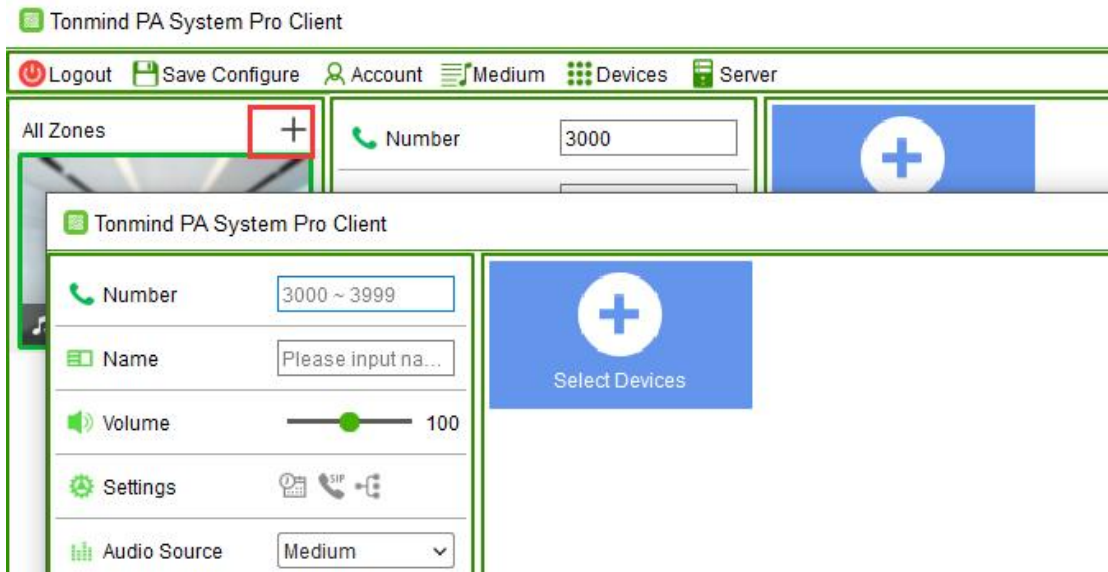 Tonmind PA System Pro Client
Logout Save Configure Account Medium Devices Server
All Zones
Number 3000
Tonmind PA System Pro Client
Number 3000 ~ 3999
Name Please input na...
Select Devices
Volume 100
Settings SIP
Audio Source Medium